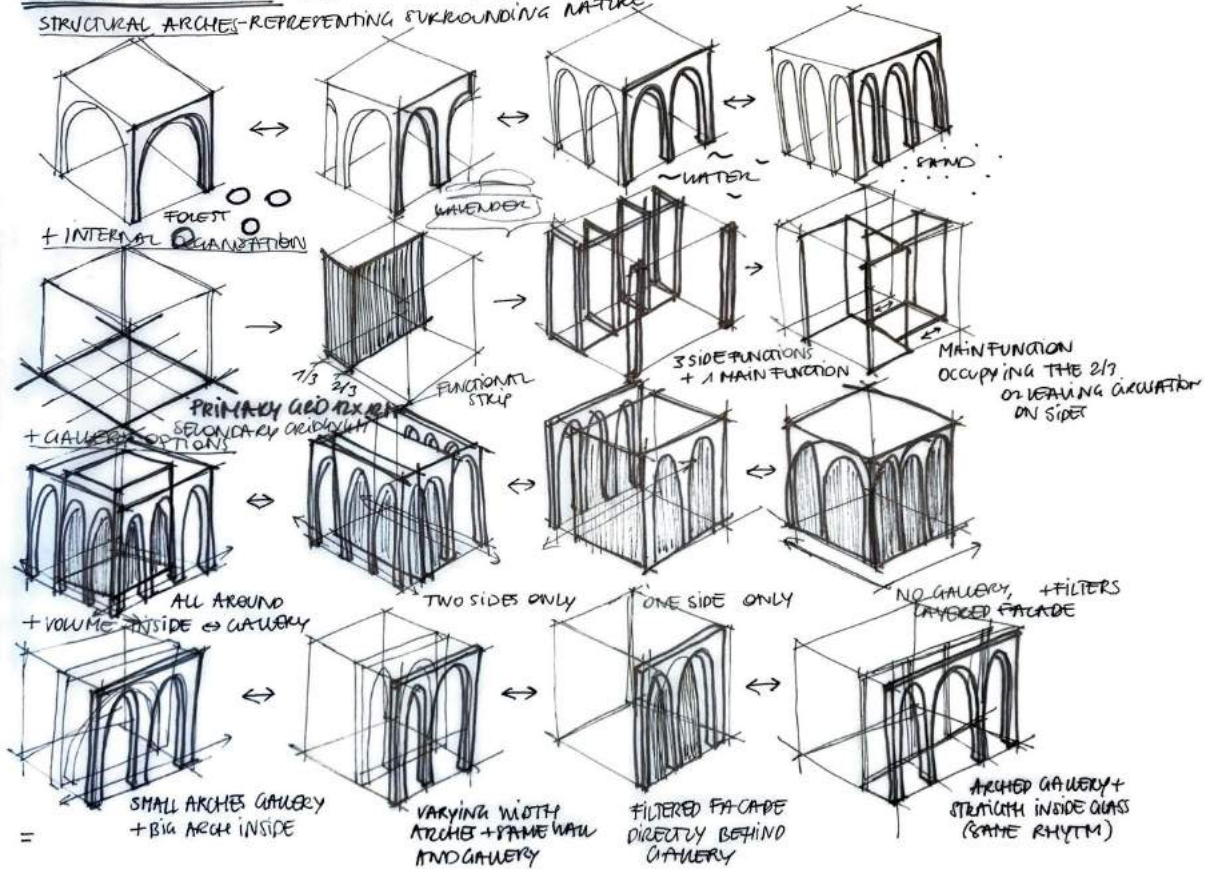 STRUCTURAL ARCHES-REPRESENTING SURROUNDING NATURE
FOREST
WATER
SAND
+ INTERNAL ORGANISATION
1/3 2/3
FUNCTIONAL
STRIP
3 SIDE FUNCTIONS
+ 1 MAIN FUNCTION
MAIN FUNCTION
OCCUPYING THE 2/3
OR LEAVING CIRCULATION
ON SIDES
PRIMARY GRID 12X12M
SECONDARY GRID
+ GALLERY OPTIONS
ALL AROUND
TWO SIDES ONLY
ONE SIDE ONLY
NO GALLERY, +FILTERS
LAYERED FACADE
+ VOLUME INSIDE ↔ GALLERY
SMALL ARCHES GALLERY
+ BIG ARCH INSIDE
VARYING WIDTH
ARCHES + SAME WALL
AND GALLERY
FILTERED FACADE
DIRECTLY BEHIND
GALLERY
ARCHED GALLERY +
STRAIGTH INSIDE GLASS
(SAME RHYTM)
=